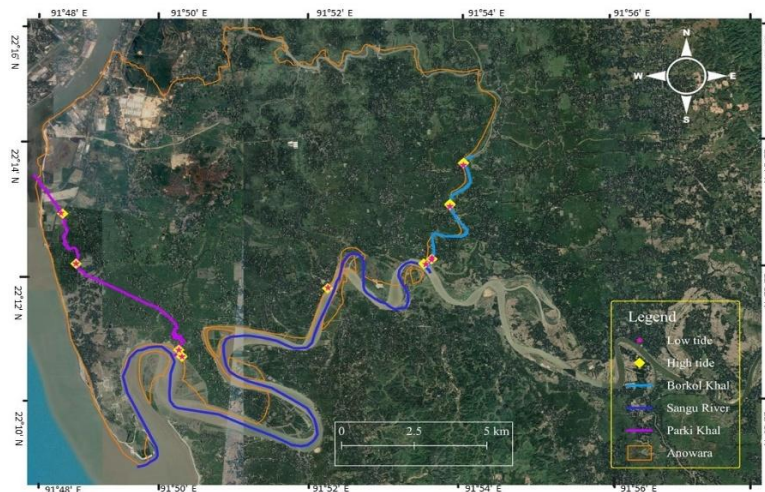 91°48' E 91°50' E 91°52' E 91°54' E 91°56' E
22°16' N
22°14' N
22°12' N
22°10' N
N
W E
S
Legend
Low tide
High tide
Borkol Khal
Sangu River
Parki Khal
Anowara
0 2.5 5 km
91°48' E 91°50' E 91°52' E 91°54' E 91°56' E